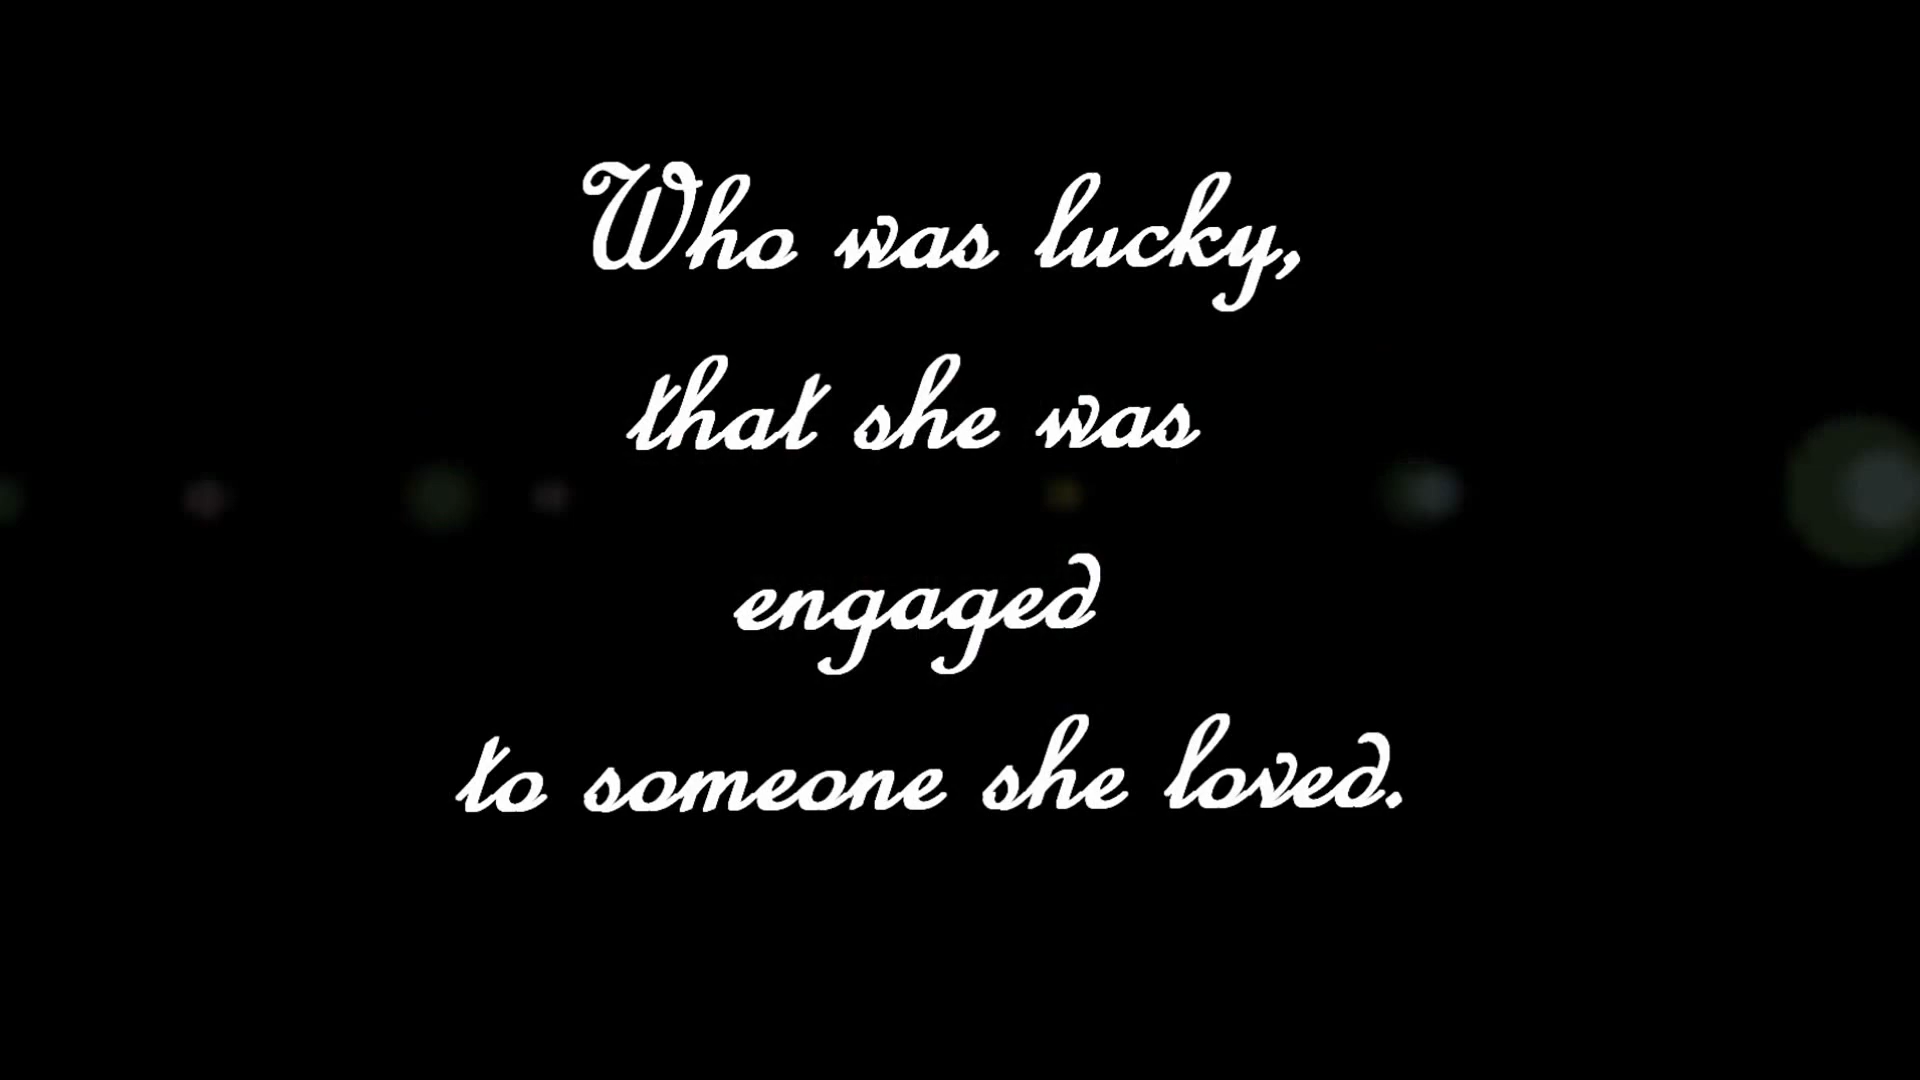 Who was lucky,
that she was
engaged
to someone she loved.